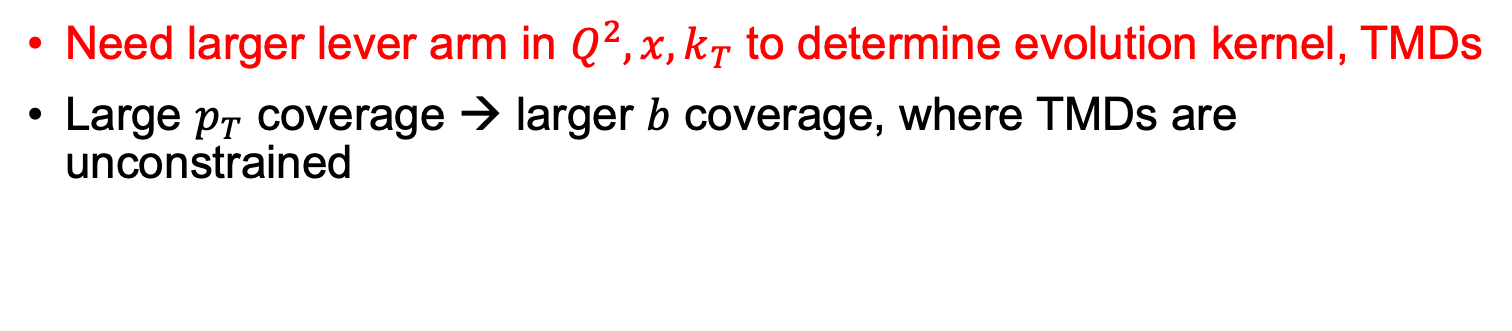 • Need larger lever arm in Q², x, k_T to determine evolution kernel, TMDs
• Large p_T coverage → larger b coverage, where TMDs are
unconstrained